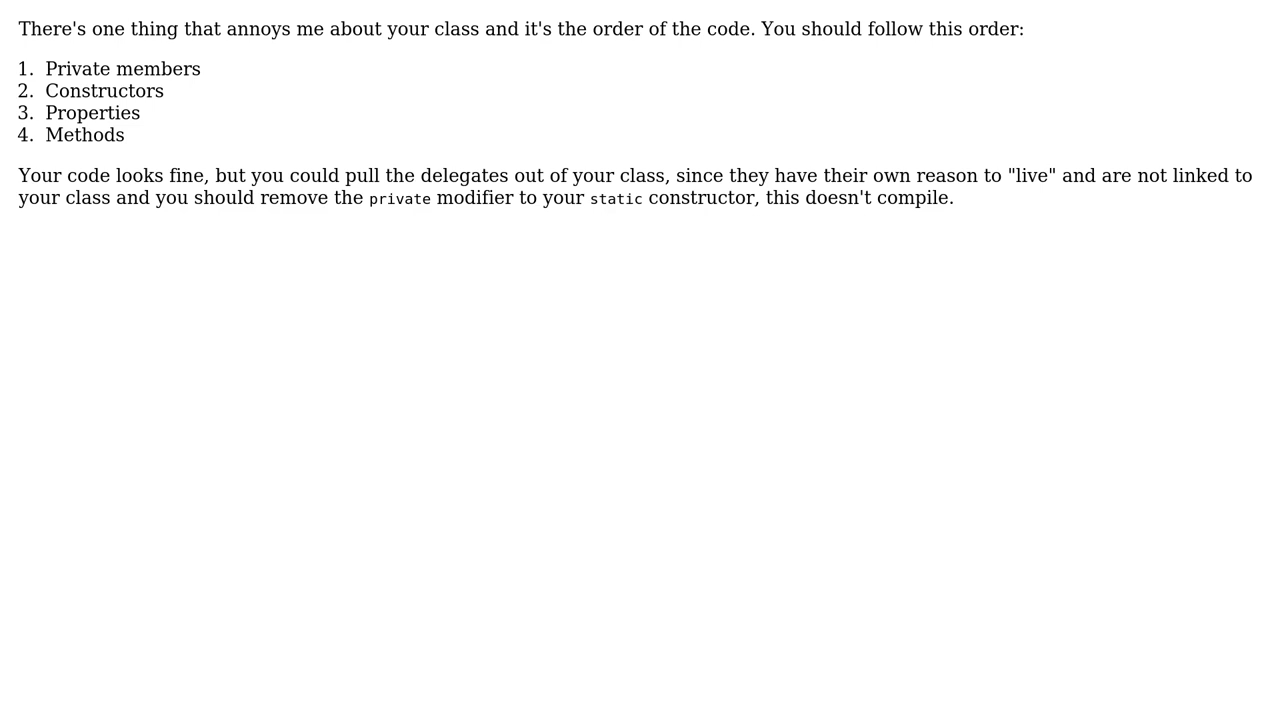 There's one thing that annoys me about your class and it's the order of the code. You should follow this order:
1. Private members
2. Constructors
3. Properties
4. Methods
Your code looks fine, but you could pull the delegates out of your class, since they have their own reason to "live" and are not linked to
your class and you should remove the private modifier to your static constructor, this doesn't compile.